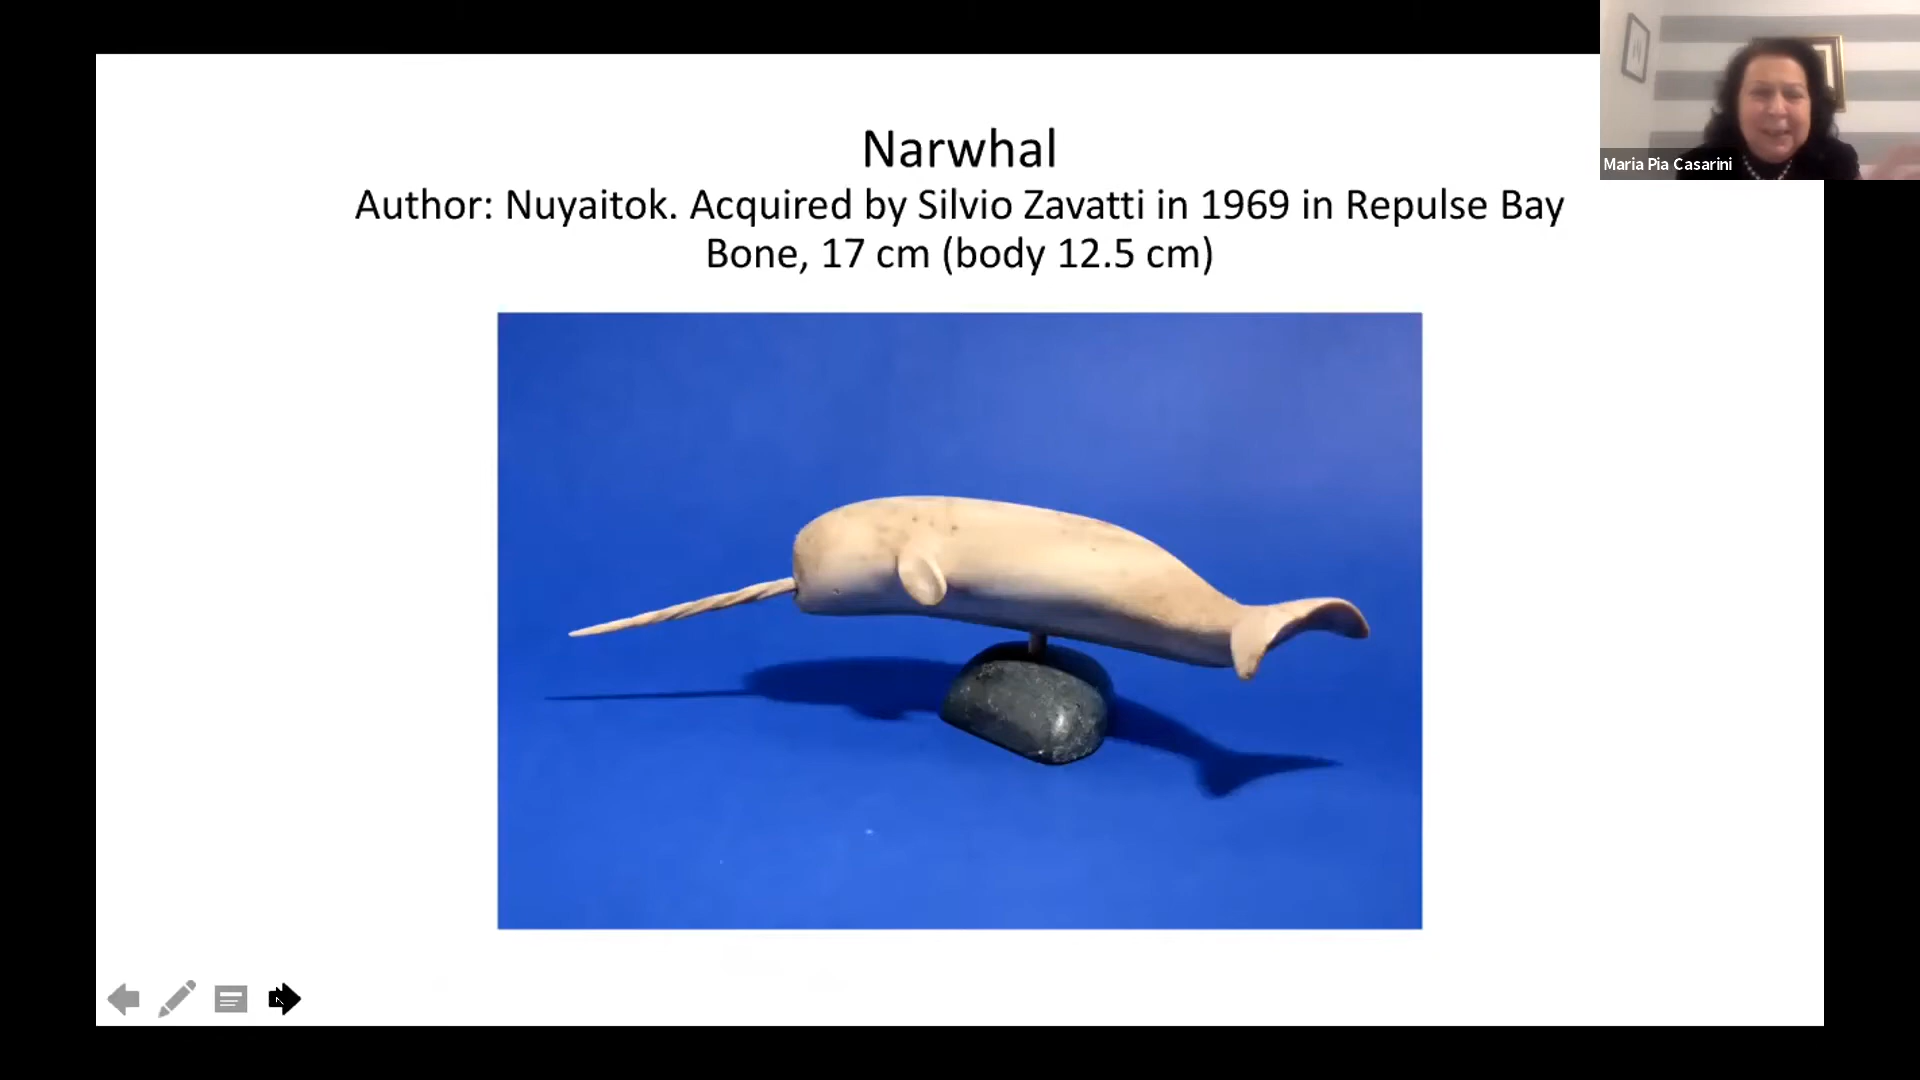 Narwhal
Author: Nuyaitok. Acquired by Silvio Zavatti in 1969 in Repulse Bay
Bone, 17 cm (body 12.5 cm)
Maria Pia Casarini